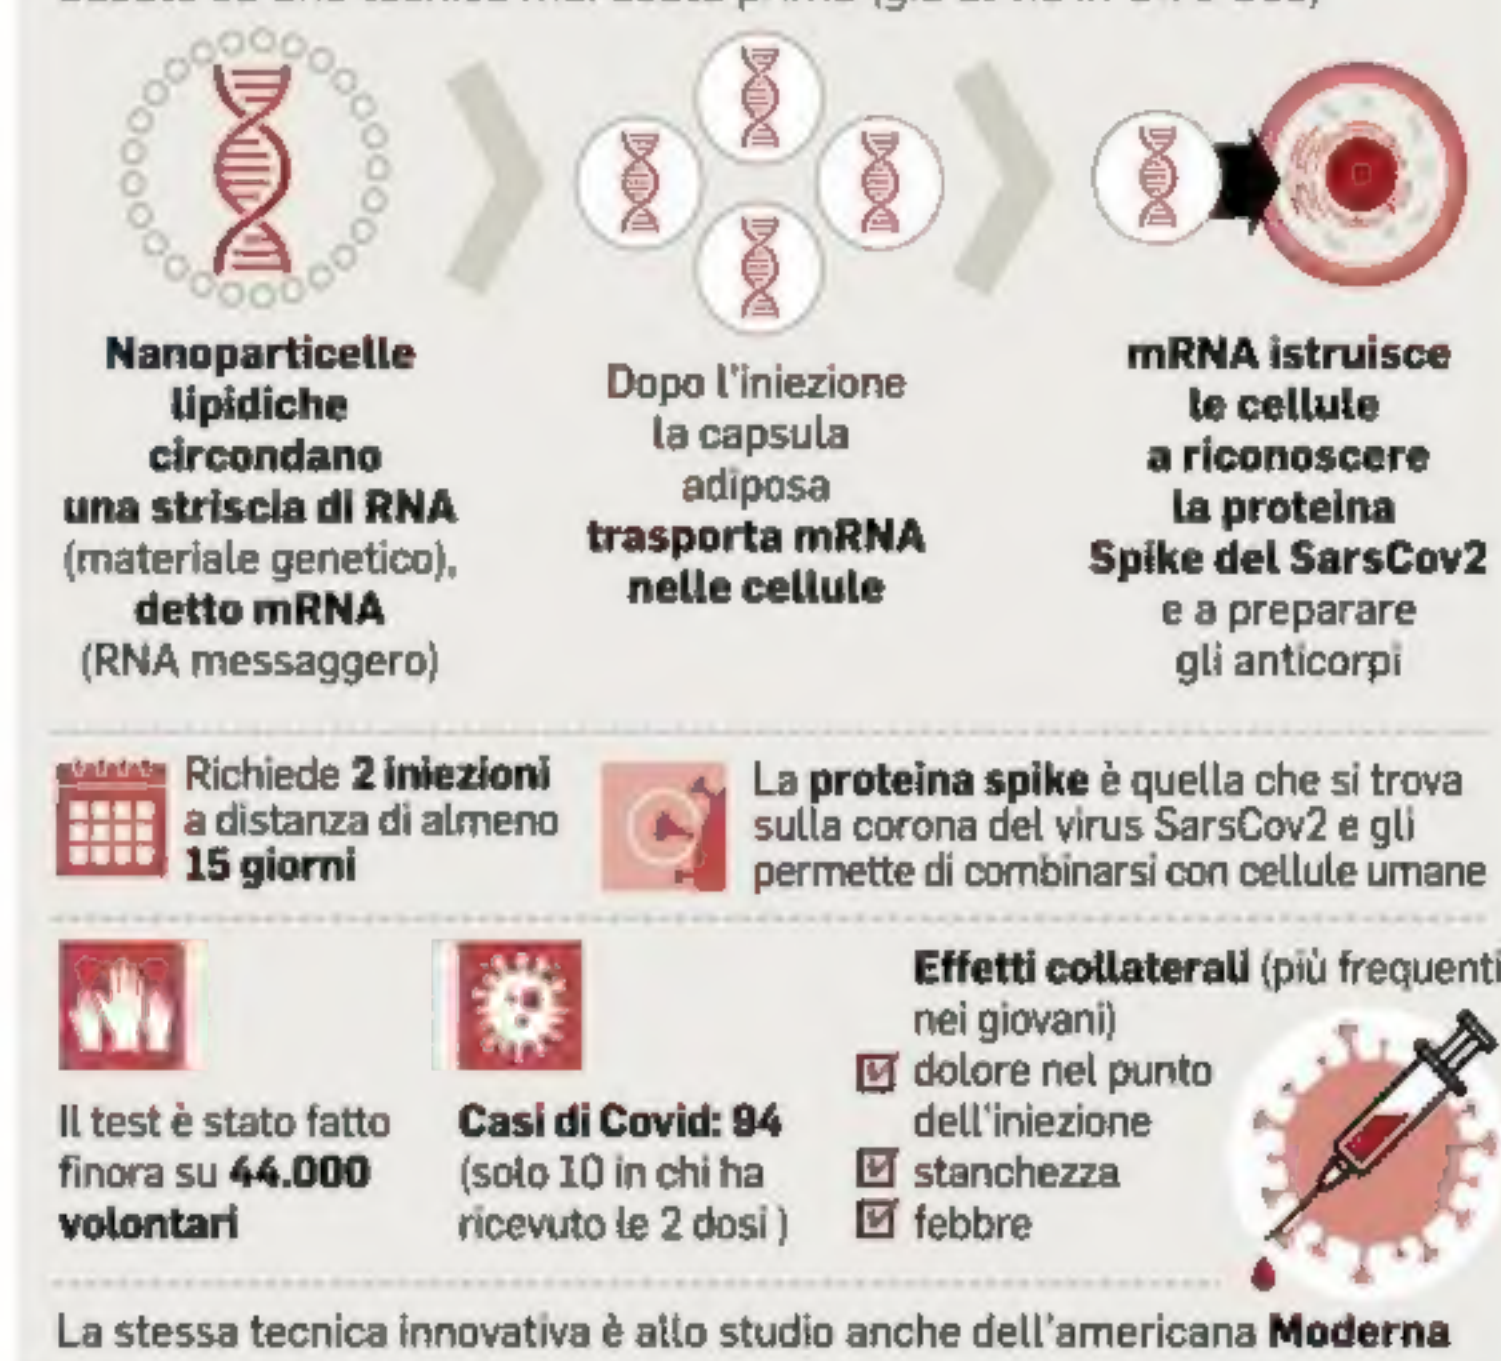 Nanoparticelle
lipidiche
circondano
una striscia di RNA
(materiale genetico),
detto mRNA
(RNA messaggero)
Dopo l'iniezione
la capsula
adiposa
trasporta mRNA
nelle cellule
mRNA istruisce
le cellule
a riconoscere
la proteina
Spike del SarsCov2
e a preparare
gli anticorpi
Richiede 2 iniezioni
a distanza di almeno
15 giorni
La proteina spike è quella che si trova
sulla corona del virus SarsCov2 e gli
permette di combinarsi con cellule umane
Il test è stato fatto
finora su 44.000
volontari
Casi di Covid: 94
(solo 10 in chi ha
ricevuto le 2 dosi )
Effetti collaterali (più frequenti
nei giovani)
dolore nel punto
dell'iniezione
stanchezza
febbre
La stessa tecnica innovativa è allo studio anche dell'americana Moderna